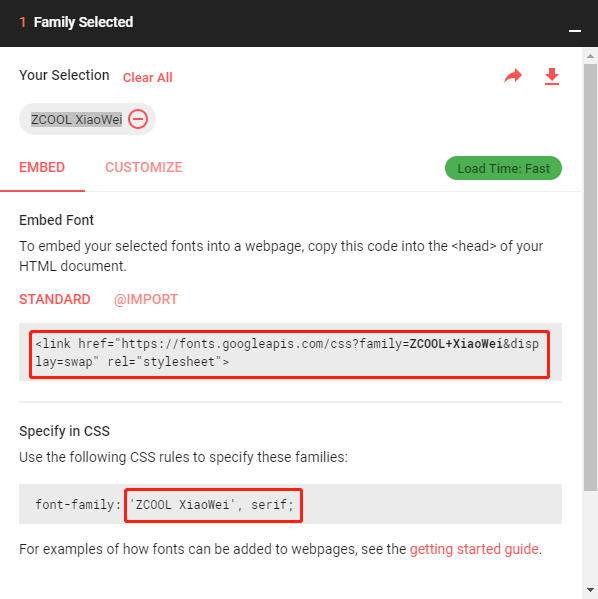 1 Family Selected
Your Selection Clear All
ZCOOL XiaoWei
EMBED CUSTOMIZE Load Time: Fast
Embed Font
To embed your selected fonts into a webpage, copy this code into the <head> of your
HTML document.
STANDARD @IMPORT
<link href="https://fonts.googleapis.com/css?family=ZCOOL+XiaoWei&disp
lay=swap" rel="stylesheet">
Specify in CSS
Use the following CSS rules to specify these families:
font-family: 'ZCOOL XiaoWei', serif;
For examples of how fonts can be added to webpages, see the getting started guide.